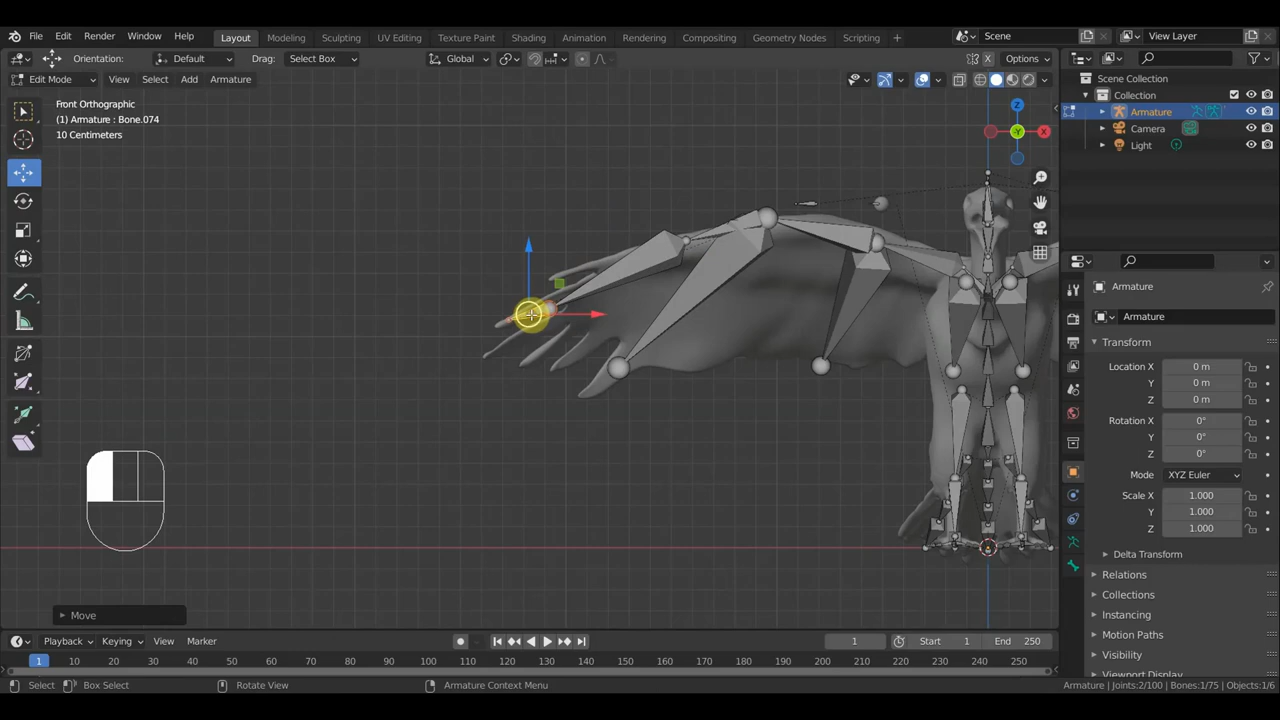 File Edit Render Window Help Layout Modeling Sculpting UV Editing Texture Paint Shading Animation Rendering Compositing Geometry Nodes Scripting + Scene View Layer
Orientation: Default Drag: Select Box Global Options
Edit Mode View Select Add Armature
Scene Collection
Collection
Armature
Camera
Light
Front Orthographic
(1) Armature : Bone.074
10 Centimeters
Z
Y
X
Armature
Armature
Transform
Location X 0 m
Y 0 m
Z 0 m
Rotation X 0°
Y 0°
Z 0°
Mode XYZ Euler
Scale X 1.000
Y 1.000
Z 1.000
Delta Transform
Relations
Collections
Instancing
Motion Paths
Visibility
Viewport Display
Move
Playback Keying View Marker 1 Start 1 End 250
1 10 20 30 40 50 60 70 80 90 100 110 120 130 140 150 160 170 180 190 200 210 220 230 240 250
Select Box Select Rotate View Armature Context Menu Armature | Joints:2/100 | Bones:1/75 | Objects:1/6